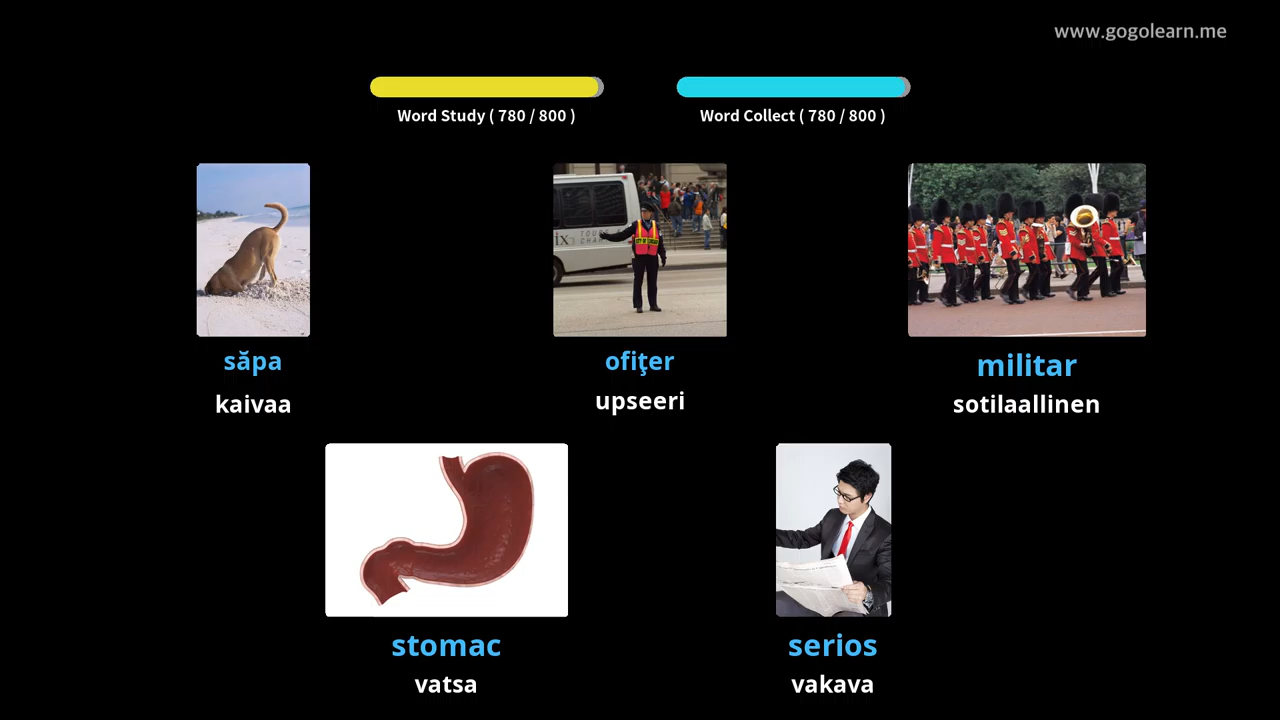 www.gogolearn.me
Word Study ( 780 / 800 )
Word Collect ( 780 / 800 )
săpa
ofiţer
militar
kaivaa
upseeri
sotilaallinen
stomac
serios
vatsa
vakava